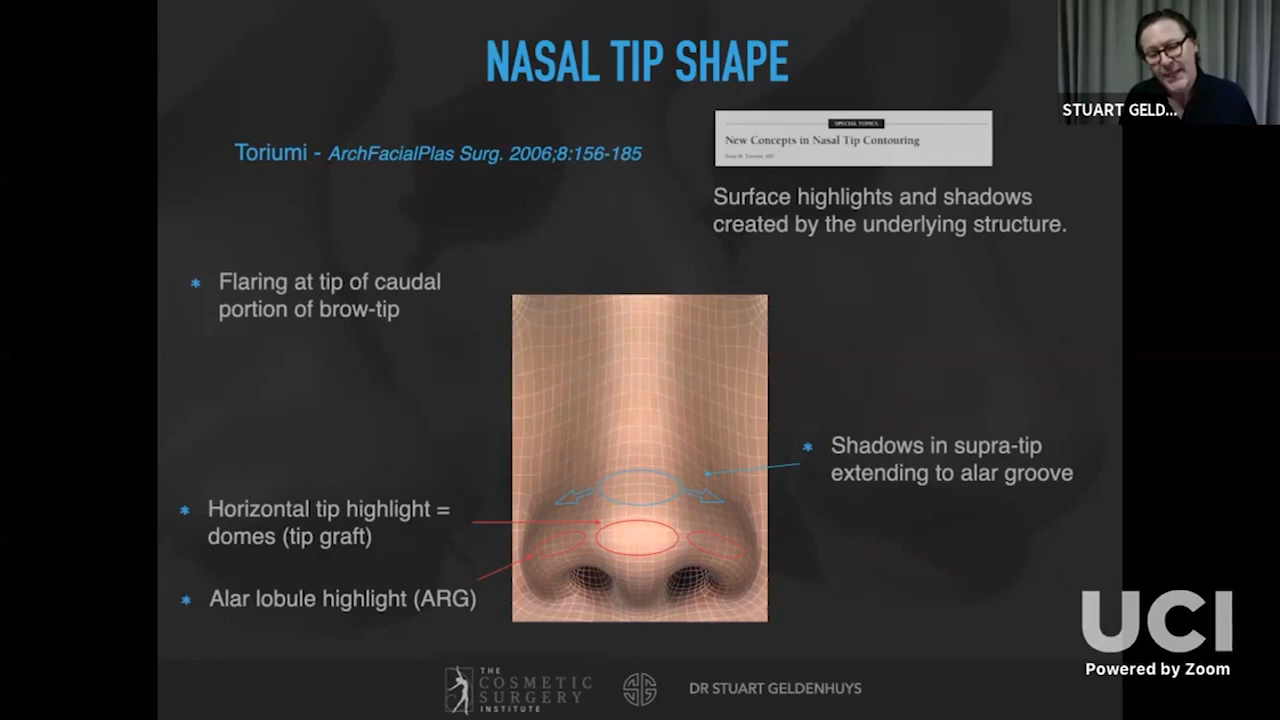 NASAL TIP SHAPE
STUART GELD...
Toriumi - ArchFacialPlas Surg. 2006;8:156-185
SPECIAL TOPICS
New Concepts in Nasal Tip Contouring
Surface highlights and shadows
created by the underlying structure.
* Flaring at tip of caudal
portion of brow-tip
* Shadows in supra-tip
extending to alar groove
* Horizontal tip highlight =
domes (tip graft)
* Alar lobule highlight (ARG)
UCI
Powered by Zoom
THE
COSMETIC
SURGERY
INSTITUTE
DR STUART GELDENHUYS